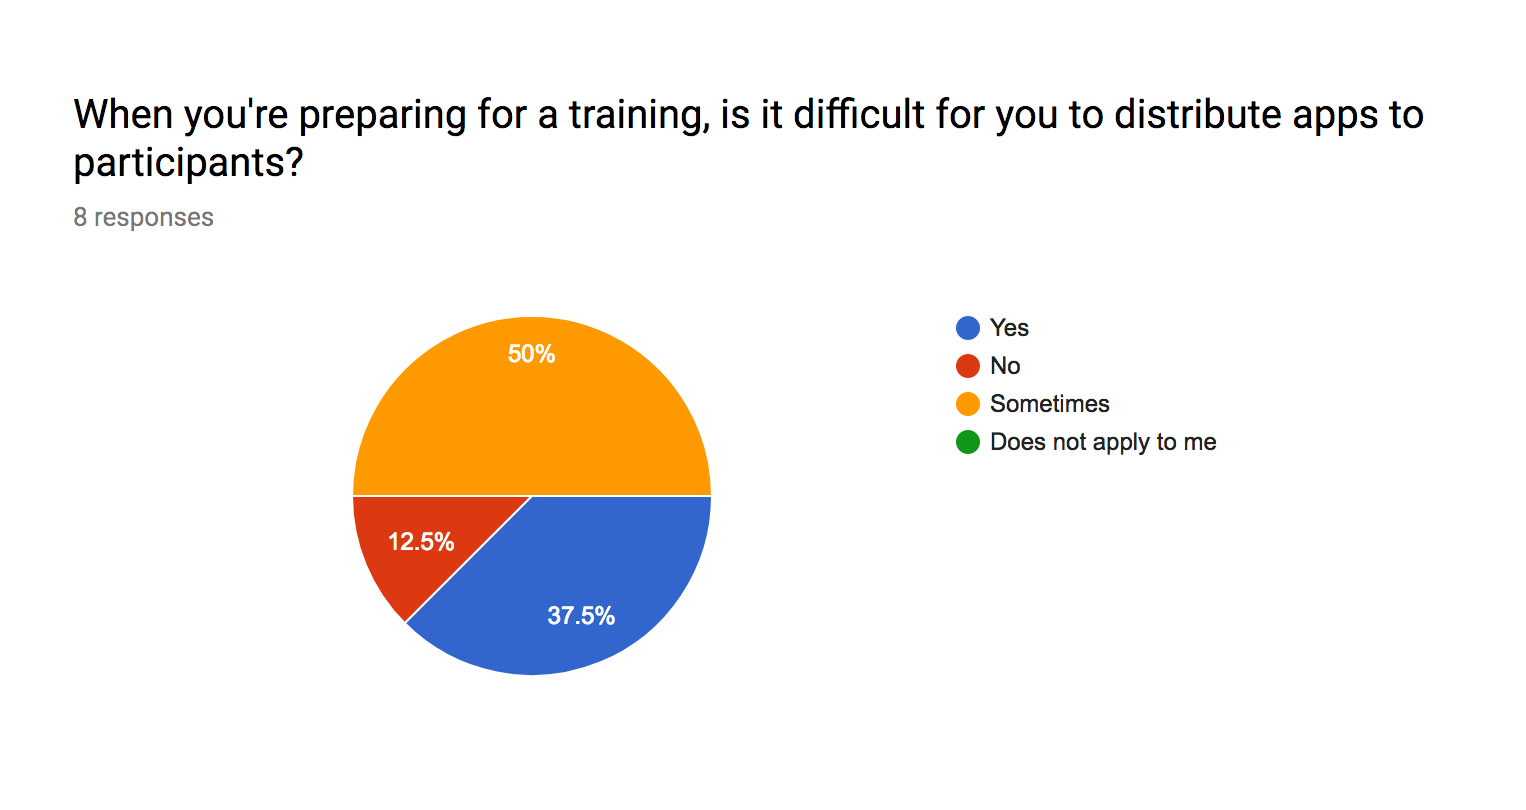 When you're preparing for a training, is it difficult for you to distribute apps to
participants?
8 responses
50%
12.5%
37.5%
Yes
No
Sometimes
Does not apply to me